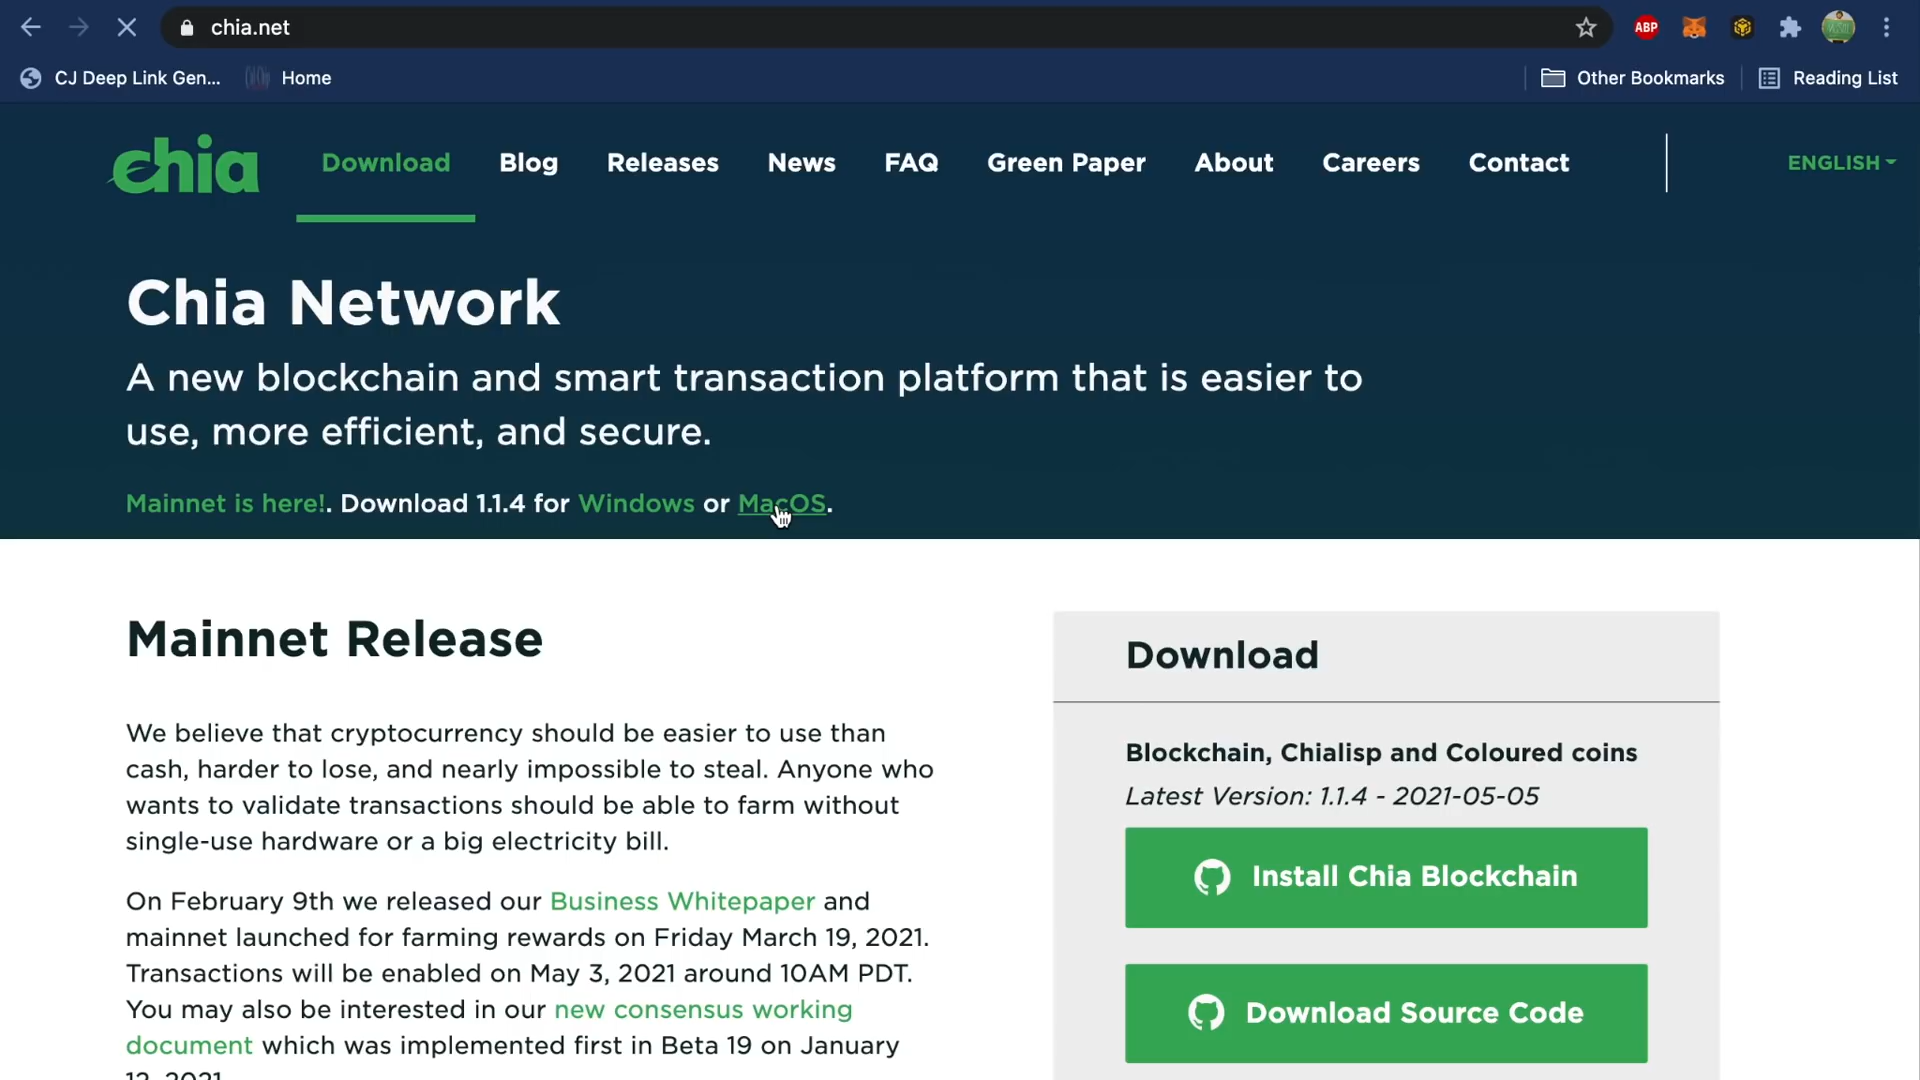 chia.net
ABP
CJ Deep Link Gen...
Home
Other Bookmarks
Reading List
chia
Download
Blog
Releases
News
FAQ
Green Paper
About
Careers
Contact
ENGLISH
Chia Network
A new blockchain and smart transaction platform that is easier to
use, more efficient, and secure.
Mainnet is here!. Download 1.1.4 for Windows or MacOS.
Mainnet Release
We believe that cryptocurrency should be easier to use than
cash, harder to lose, and nearly impossible to steal. Anyone who
wants to validate transactions should be able to farm without
single-use hardware or a big electricity bill.
On February 9th we released our Business Whitepaper and
mainnet launched for farming rewards on Friday March 19, 2021.
Transactions will be enabled on May 3, 2021 around 10AM PDT.
You may also be interested in our new consensus working
document which was implemented first in Beta 19 on January
12, 2021
Download
Blockchain, Chialisp and Coloured coins
Latest Version: 1.1.4 - 2021-05-05
Install Chia Blockchain
Download Source Code